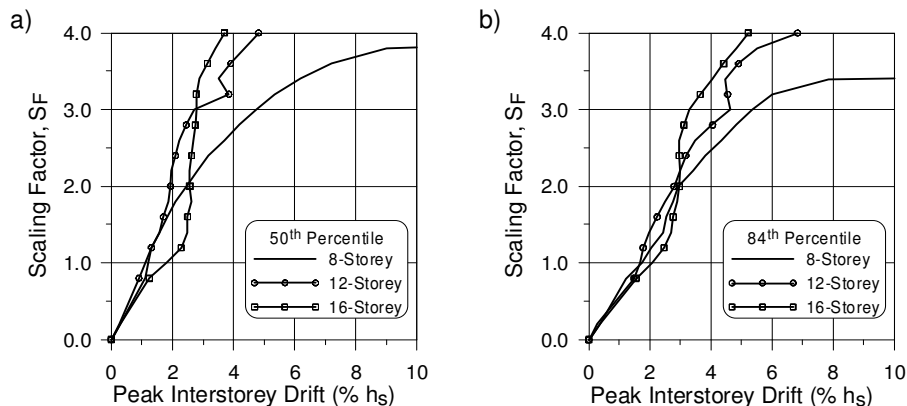 a)
4.0
3.0
2.0
1.0
0.0
Scaling Factor, SF
0 2 4 6 8 10
Peak Interstorey Drift (% hs)
50th Percentile
8-Storey
12-Storey
16-Storey
b)
4.0
3.0
2.0
1.0
0.0
Scaling Factor, SF
0 2 4 6 8 10
Peak Interstorey Drift (% hs)
84th Percentile
8-Storey
12-Storey
16-Storey